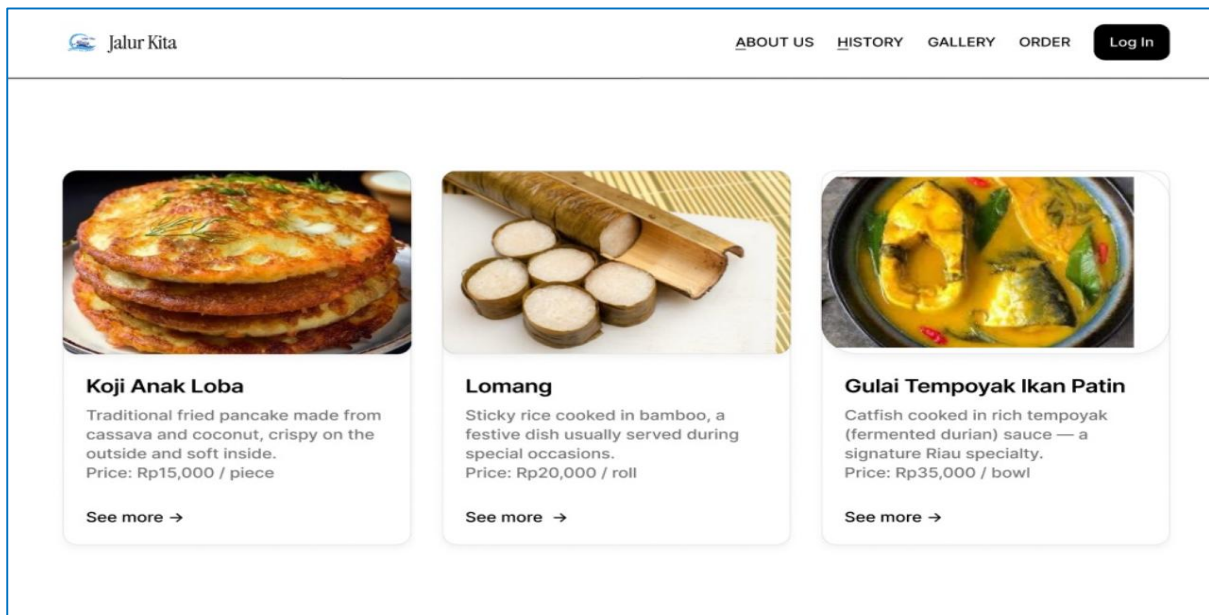 Jalur Kita
ABOUT US
HISTORY
GALLERY
ORDER
Log In
Koji Anak Loba
Traditional fried pancake made from
cassava and coconut, crispy on the
outside and soft inside.
Price: Rp15,000 / piece
See more →
Lomang
Sticky rice cooked in bamboo, a
festive dish usually served during
special occasions.
Price: Rp20,000 / roll
See more →
Gulai Tempoyak Ikan Patin
Catfish cooked in rich tempoyak
(fermented durian) sauce — a
signature Riau specialty.
Price: Rp35,000 / bowl
See more →